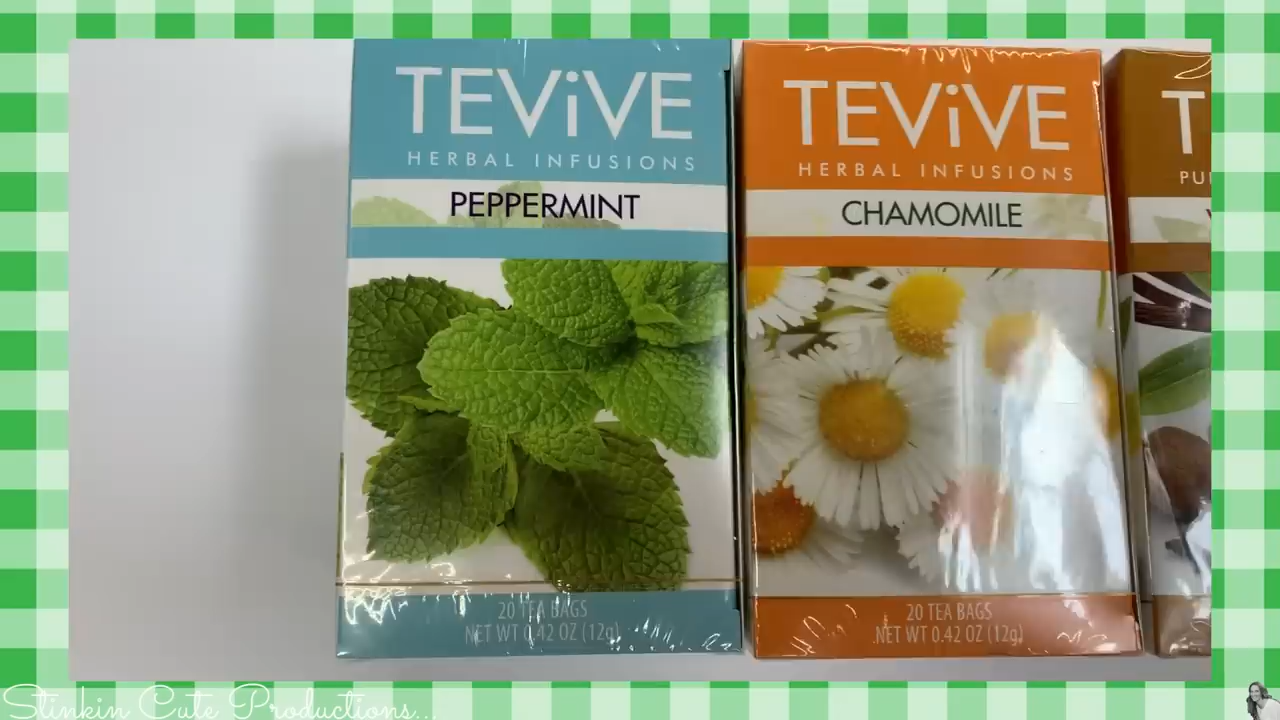 TEViVE
HERBAL INFUSIONS
PEPPERMINT
20 TEA BAGS
NET WT 0.42 OZ (12g)
TEViVE
HERBAL INFUSIONS
CHAMOMILE
20 TEA BAGS
NET WT 0.42 OZ (12g)
T
PU
Stinkin Cute Productions...